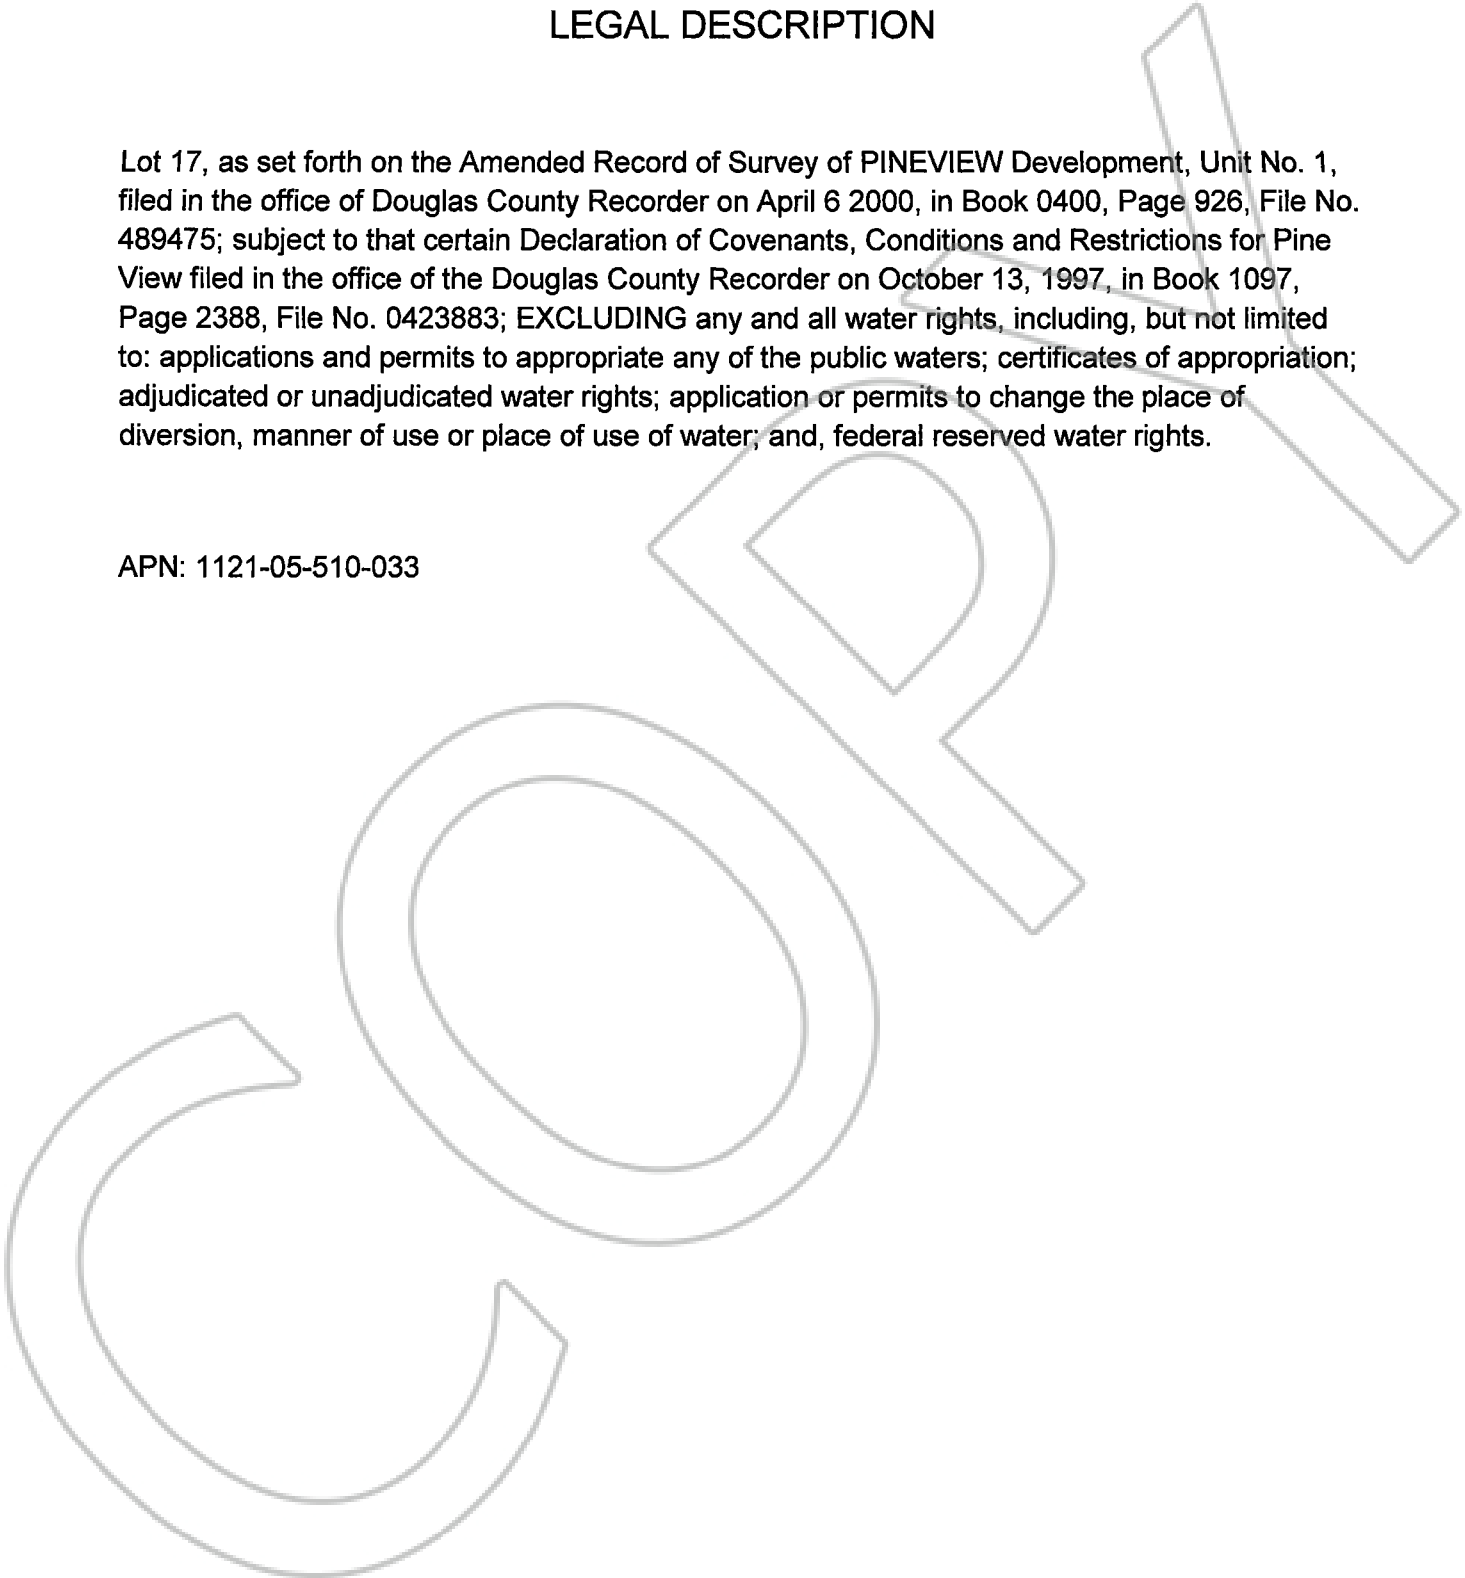 LEGAL DESCRIPTION
Lot 17, as set forth on the Amended Record of Survey of PINEVIEW Development, Unit No. 1,
filed in the office of Douglas County Recorder on April 6 2000, in Book 0400, Page 926, File No.
489475; subject to that certain Declaration of Covenants, Conditions and Restrictions for Pine
View filed in the office of the Douglas County Recorder on October 13, 1997, in Book 1097,
Page 2388, File No. 0423883; EXCLUDING any and all water rights, including, but not limited
to: applications and permits to appropriate any of the public waters; certificates of appropriation;
adjudicated or unadjudicated water rights; application or permits to change the place of
diversion, manner of use or place of use of water; and, federal reserved water rights.
APN: 1121-05-510-033
COPY